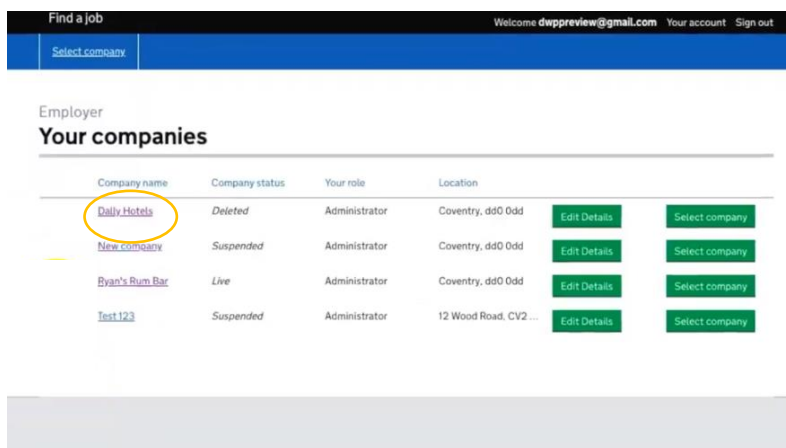 Find a job
Welcome dwppreview@gmail.com Your account Sign out
Select company
Employer
Your companies
Company name Company status Your role Location
Dally Hotels Deleted Administrator Coventry, dd0 0dd Edit Details Select company
New company Suspended Administrator Coventry, dd0 0dd Edit Details Select company
Ryan's Rum Bar Live Administrator Coventry, dd0 0dd Edit Details Select company
Test 123 Suspended Administrator 12 Wood Road, CV2 ... Edit Details Select company